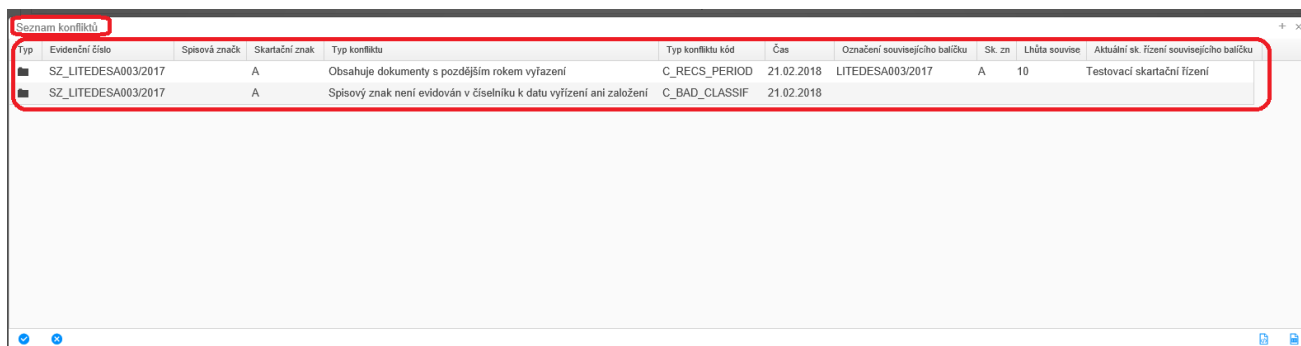 Seznam konfliktů
Typ Evidenční číslo Spisová značk Skartační znak Typ konfliktu Typ konfliktu kód Čas Označení souvisejícího balíčku Sk. zn Lhůta souvise Aktuální sk. řízení souvisejícího balíčku
SZ_LITEDESA003/2017 A Obsahuje dokumenty s pozdějším rokem vyřazení C_RECS_PERIOD 21.02.2018 LITEDESA003/2017 A 10 Testovací skartační řízení
SZ_LITEDESA003/2017 A Spisový znak není evidován v číselníku k datu vyřízení ani založení C_BAD_CLASSIF 21.02.2018